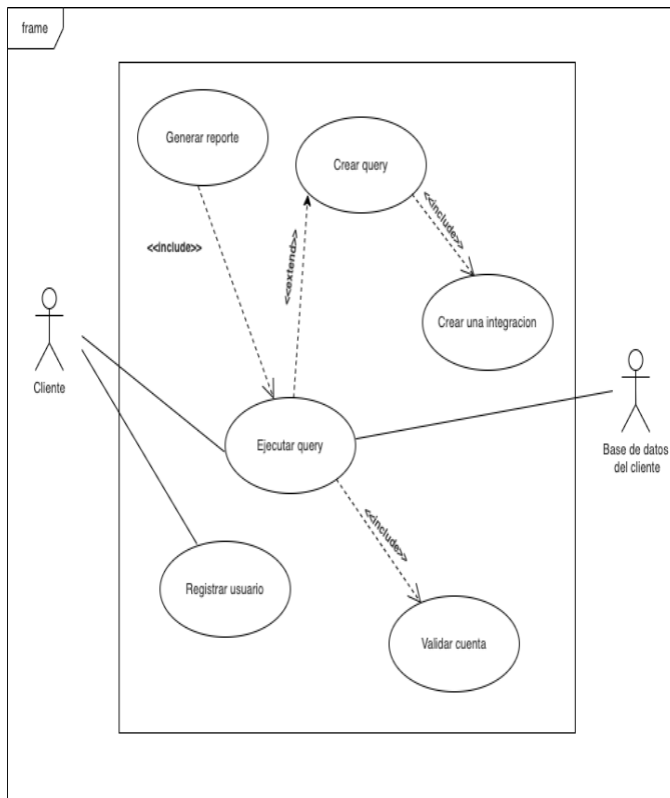 frame
Generar reporte
Crear query
<<include>>
<<include>>
<<extend>>
Crear una integracion
Cliente
Ejecutar query
Base de datos
del cliente
<<include>>
Registrar usuario
Validar cuenta